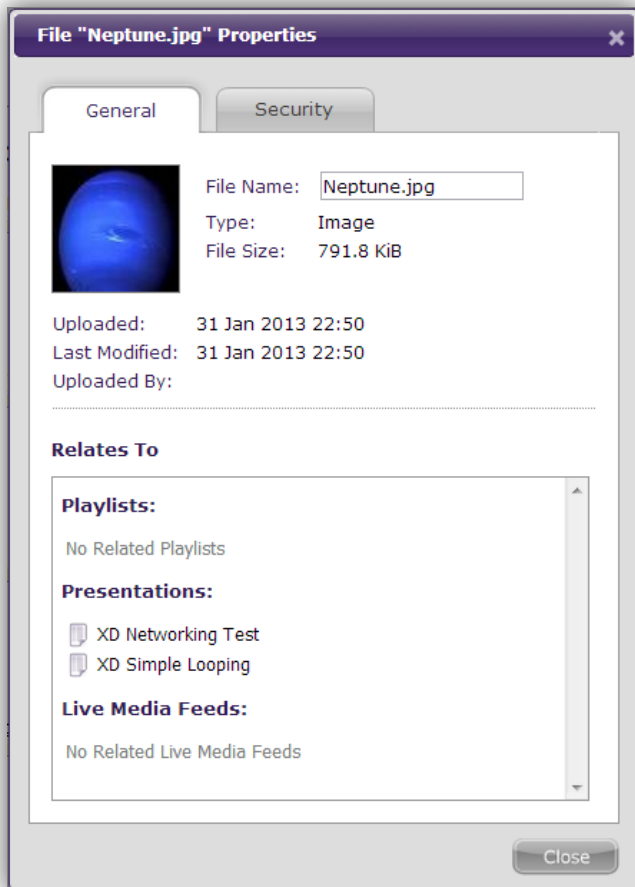 File "Neptune.jpg" Properties
General
Security
File Name: Neptune.jpg
Type: Image
File Size: 791.8 KiB
Uploaded: 31 Jan 2013 22:50
Last Modified: 31 Jan 2013 22:50
Uploaded By:
Relates To
Playlists:
No Related Playlists
Presentations:
XD Networking Test
XD Simple Looping
Live Media Feeds:
No Related Live Media Feeds
Close